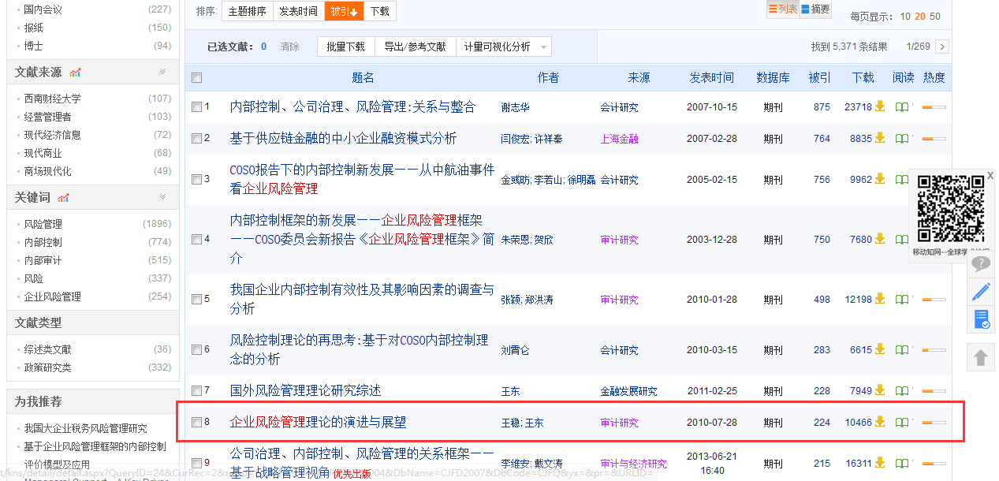 国内会议 (227)
报纸 (150)
博士 (94)
文献来源
西南财经大学 (107)
经营管理者 (103)
现代经济信息 (72)
现代商业 (68)
商场现代化 (49)
关键词
风险管理 (1896)
内部控制 (774)
内部审计 (515)
风险 (337)
企业风险管理 (254)
文献类型
综述类文献 (36)
政策研究类 (332)
为我推荐
我国大企业税务风险管理研究
基于企业风险管理框架的内部控制
评价模型及应用
排序: 主题排序 发表时间 被引 下载
列表 摘要
每页显示: 10 20 50
已选文献: 0 清除 批量下载 导出/参考文献 计量可视化分析
找到 5,371 条结果 1/269
题名 作者 来源 发表时间 数据库 被引 下载 阅读 热度
1 内部控制、公司治理、风险管理:关系与整合 谢志华 会计研究 2007-10-15 期刊 875 23718
2 基于供应链金融的中小企业融资模式分析 闫俊宏; 许祥秦 上海金融 2007-02-28 期刊 764 8835
3 COSO报告下的内部控制新发展——从中航油事件
看企业风险管理 金彧昉; 李若山; 徐明磊 会计研究 2005-02-15 期刊 756 9962
4 内部控制框架的新发展——企业风险管理框架
——COSO委员会新报告《企业风险管理框架》简
介 朱荣恩; 贺欣 审计研究 2003-12-28 期刊 750 7680
5 我国企业内部控制有效性及其影响因素的调查与
分析 张颖; 郑洪涛 审计研究 2010-01-28 期刊 498 12198
6 风险控制理论的再思考:基于对COSO内部控制理
念的分析 刘霄仑 会计研究 2010-03-15 期刊 283 6615
7 国外风险管理理论研究综述 王东 金融发展研究 2011-02-25 期刊 228 7949
8 企业风险管理理论的演进与展望 王稳; 王东 审计研究 2010-07-28 期刊 224 10466
9 公司治理、内部控制、风险管理的关系框架——
基于战略管理视角 优先出版 李维安; 戴文涛 审计与经济研究 2013-06-21
16:40 期刊 215 16311
X
移动知网--全球学
?
t/kns/detail/detail.aspx?QueryID=24&CurRec=2&
004&DbName=CJFD2007&DbCode=CJFQ&yx=&pr=&URLID=